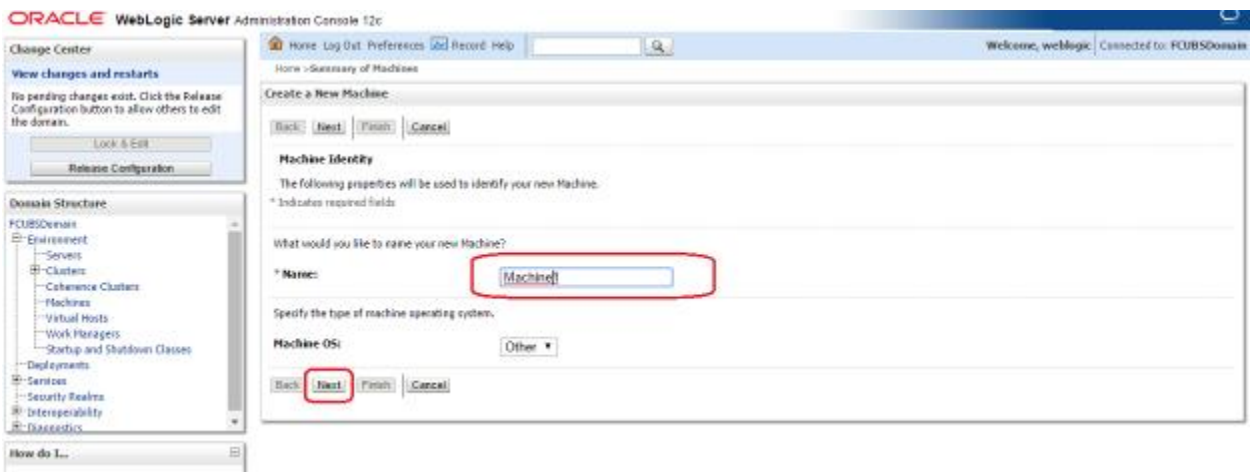 ORACLE WebLogic Server Administration Console 12c
Change Center
View changes and restarts
No pending changes exist. Click the Release
Configuration button to allow others to edit
the domain.
Lock & Edit
Release Configuration
Domain Structure
FCUBSDomain
Environment
Servers
Clusters
Coherence Clusters
Machines
Virtual Hosts
Work Managers
Startup and Shutdown Classes
Deployments
Services
Security Realms
Interoperability
Diagnostics
How do I...
Home Log Out Preferences Record Help
Welcome, weblogic Connected to: FCUBSDomain
Home >Summary of Machines
Create a New Machine
Back Next Finish Cancel
Machine Identity
The following properties will be used to identify your new Machine.
* Indicates required fields
What would you like to name your new Machine?
* Name: Machine1
Specify the type of machine operating system.
Machine OS: Other
Back Next Finish Cancel